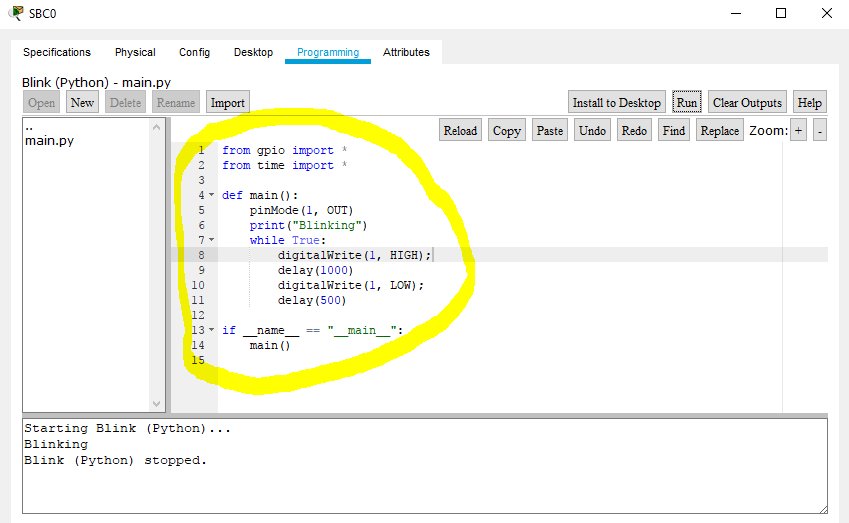 SBC0
Specifications Physical Config Desktop Programming Attributes
Blink (Python) - main.py
Open New Delete Rename Import Install to Desktop Run Clear Outputs Help
Reload Copy Paste Undo Redo Find Replace Zoom: + -
..
main.py
1 from gpio import *
2 from time import *
3
4 def main():
5     pinMode(1, OUT)
6     print("Blinking")
7     while True:
8         digitalWrite(1, HIGH);
9         delay(1000)
10         digitalWrite(1, LOW);
11         delay(500)
12
13 if __name__ == "__main__":
14     main()
15
Starting Blink (Python)...
Blinking
Blink (Python) stopped.